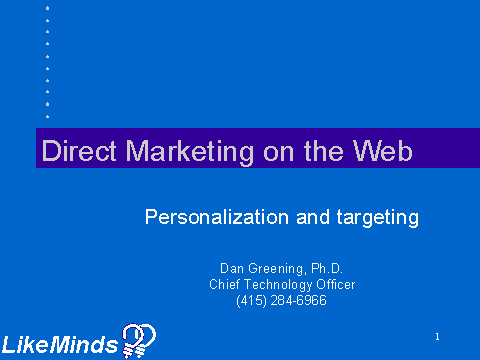 Direct Marketing on the Web
Personalization and targeting
Dan Greening, Ph.D.
Chief Technology Officer
(415) 284-6966
LikeMinds
1